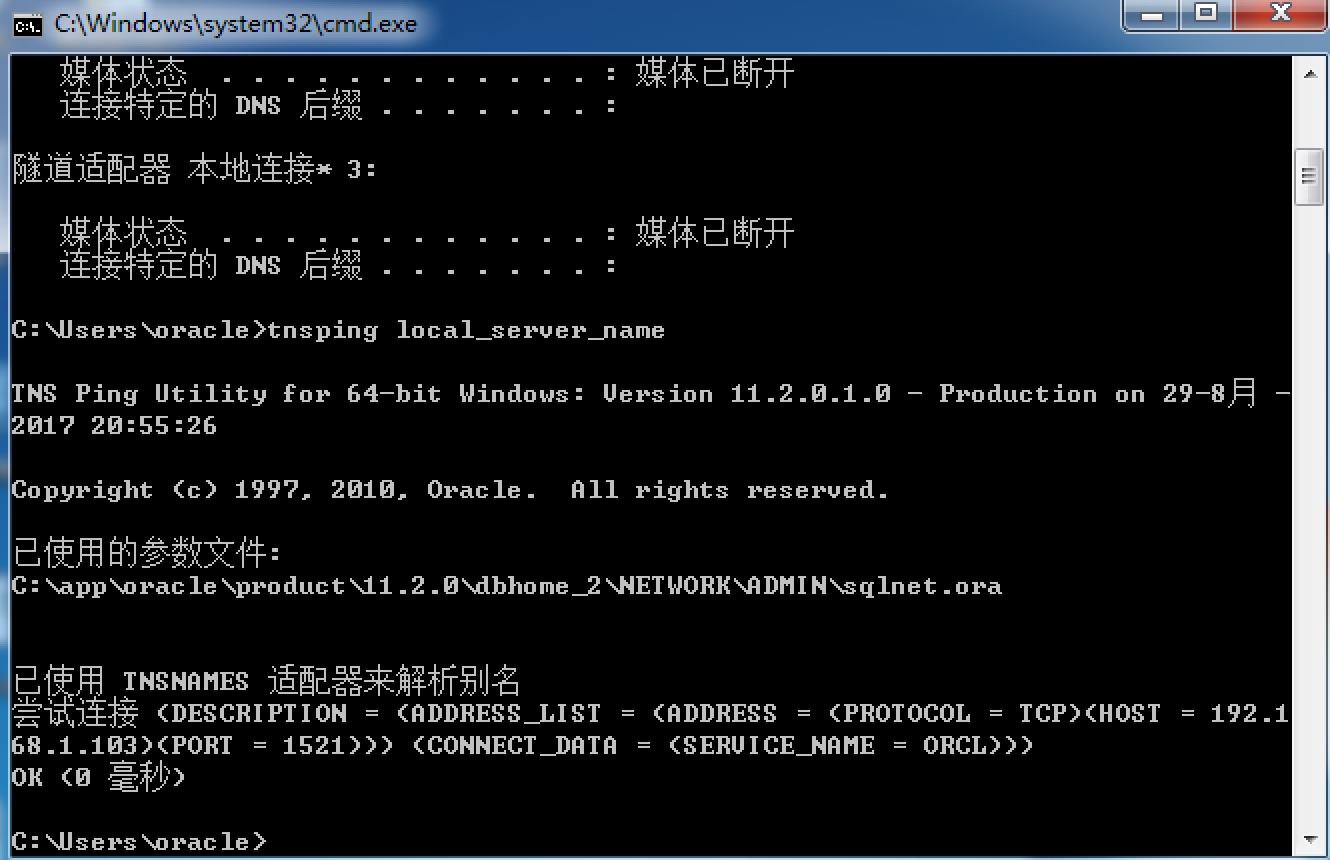 C:\Windows\system32\cmd.exe
媒体状态 . . . . . . . . . . . . : 媒体已断开
连接特定的 DNS 后缀 . . . . . . . :
隧道适配器 本地连接* 3:
媒体状态 . . . . . . . . . . . . : 媒体已断开
连接特定的 DNS 后缀 . . . . . . . :
C:\Users\oracle>tnsping local_server_name
TNS Ping Utility for 64-bit Windows: Version 11.2.0.1.0 - Production on 29-8月 -
2017 20:55:26
Copyright (c) 1997, 2010, Oracle.  All rights reserved.
已使用的参数文件:
C:\app\oracle\product\11.2.0\dbhome_2\NETWORK\ADMIN\sqlnet.ora
已使用 TNSNAMES 适配器来解析别名
尝试连接 (DESCRIPTION = (ADDRESS_LIST = (ADDRESS = (PROTOCOL = TCP)(HOST = 192.1
68.1.103)(PORT = 1521))) (CONNECT_DATA = (SERVICE_NAME = ORCL)))
OK (0 毫秒)
C:\Users\oracle>